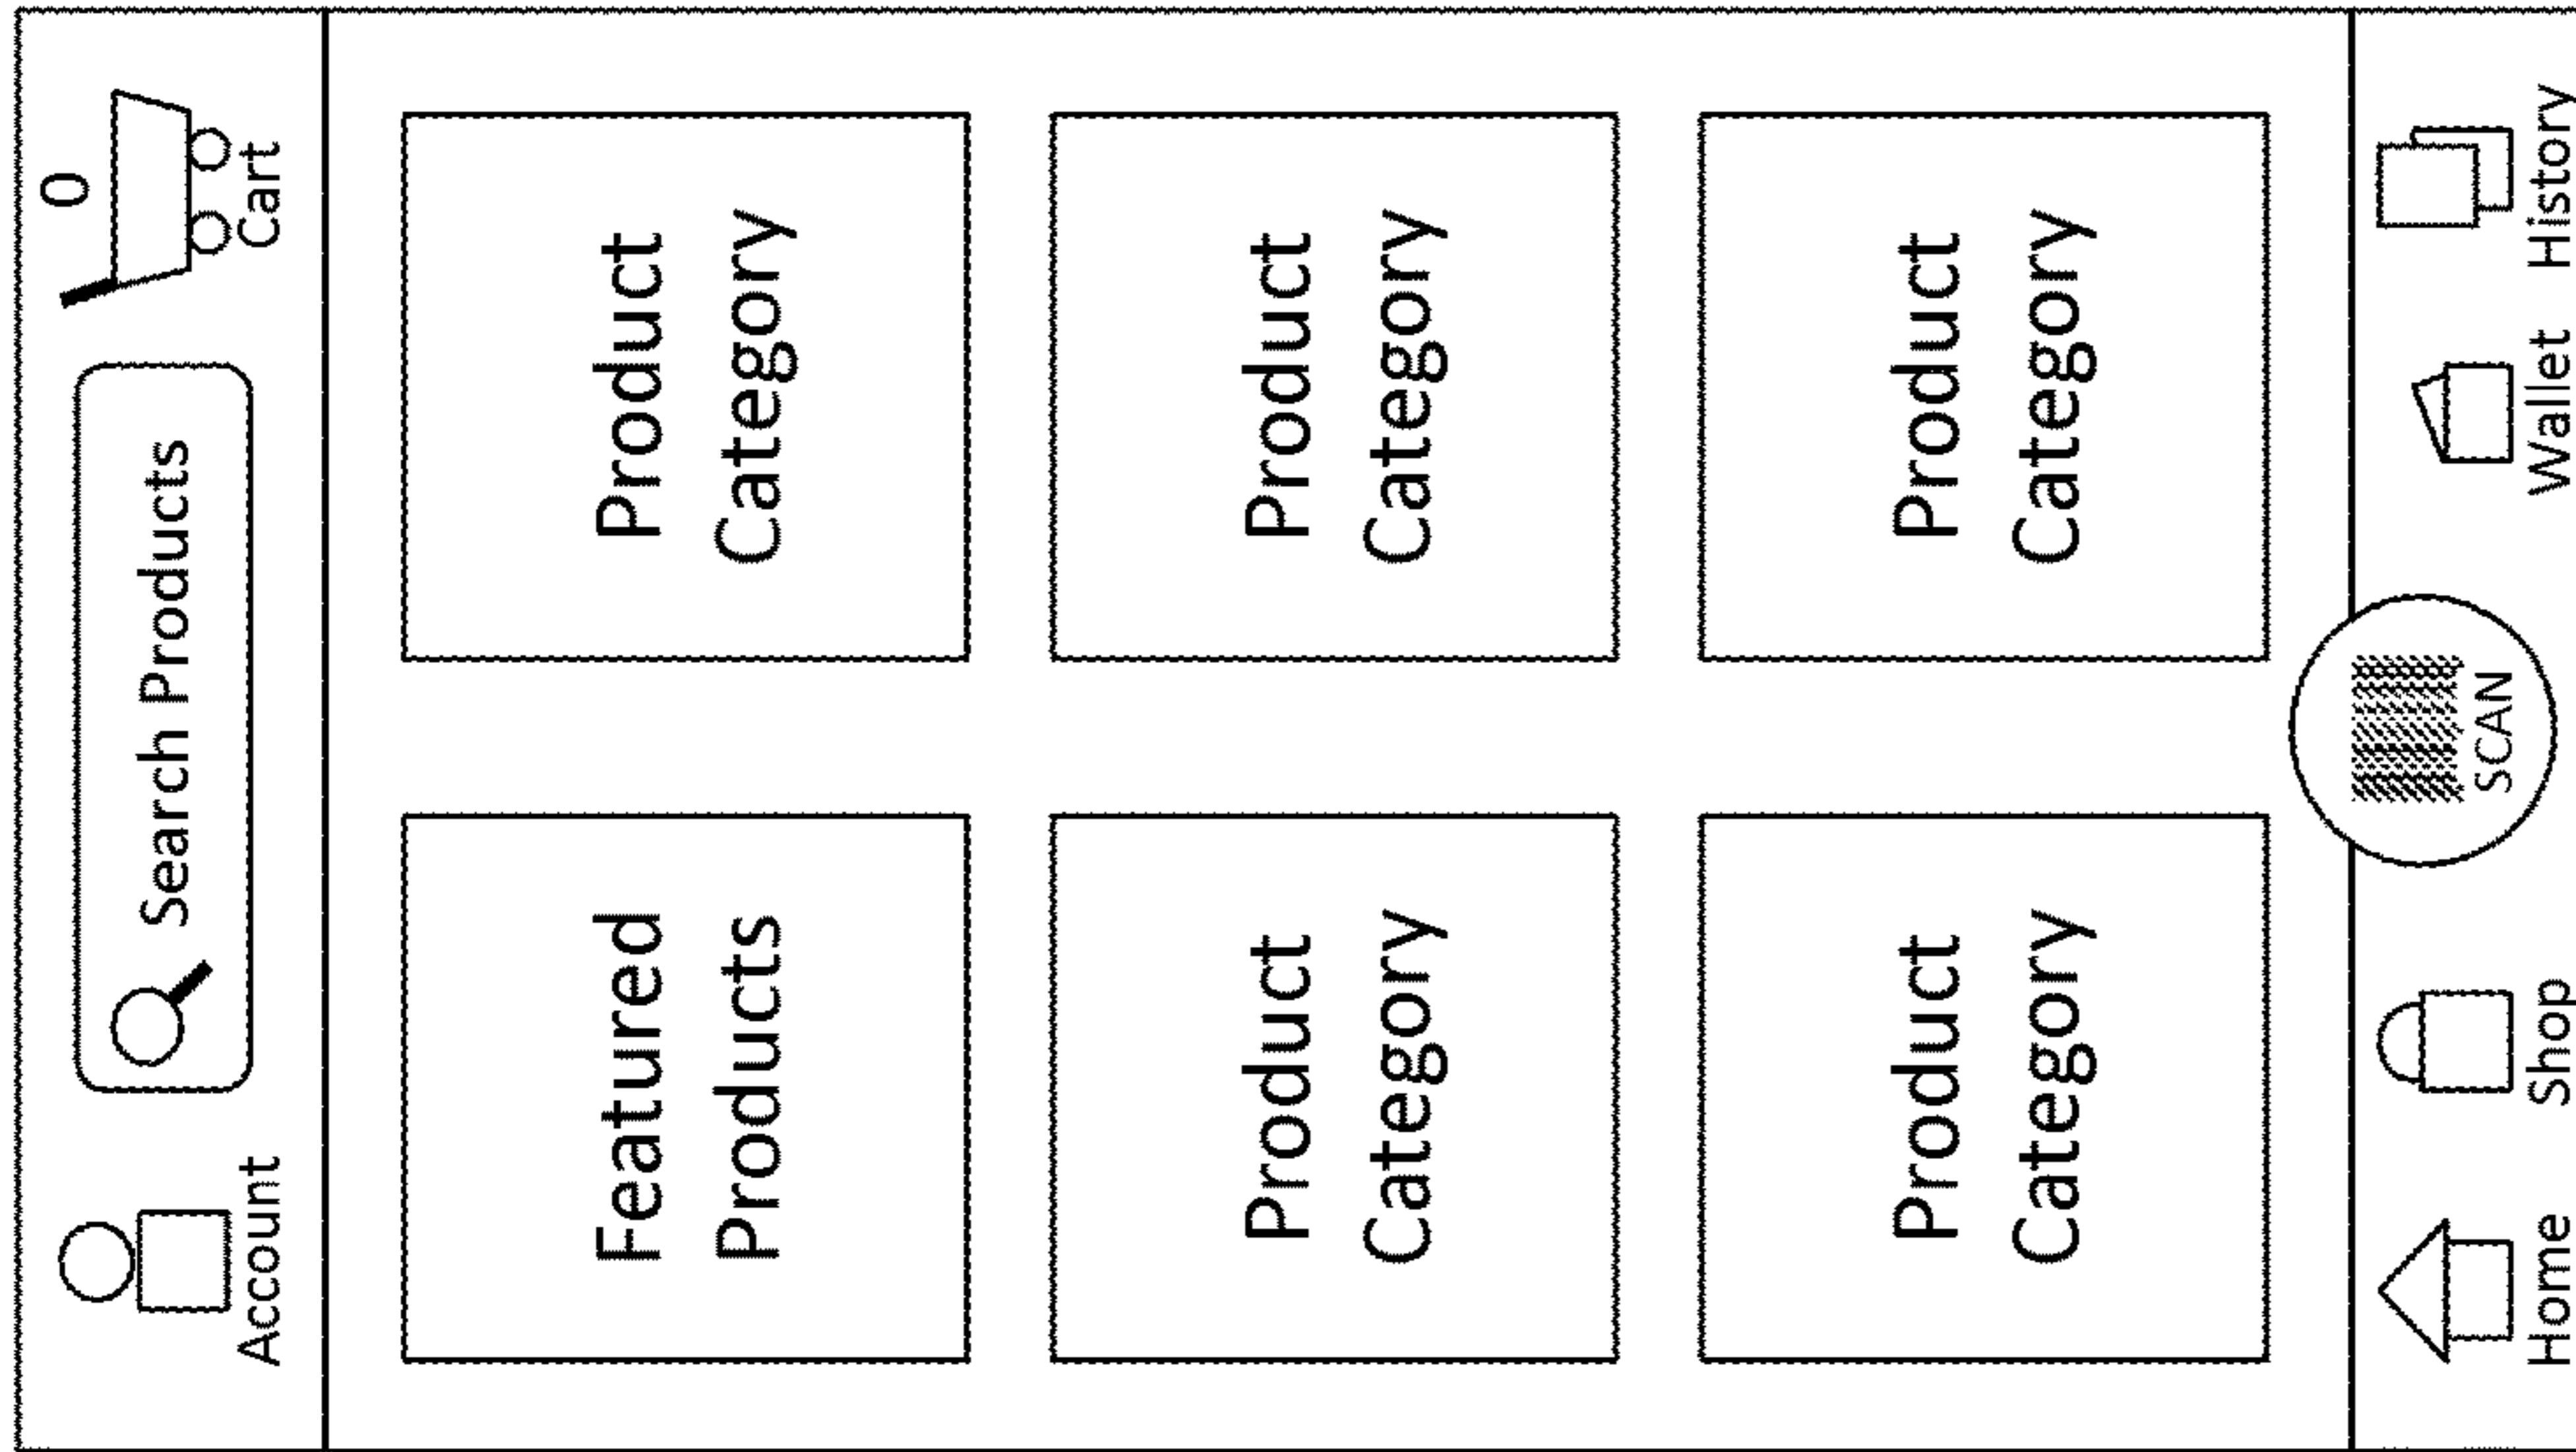 0
Account
Search Products
Cart
Featured
Products
Product
Category
Product
Category
Product
Category
Product
Category
Product
Category
SCAN
Home
Shop
Wallet
History